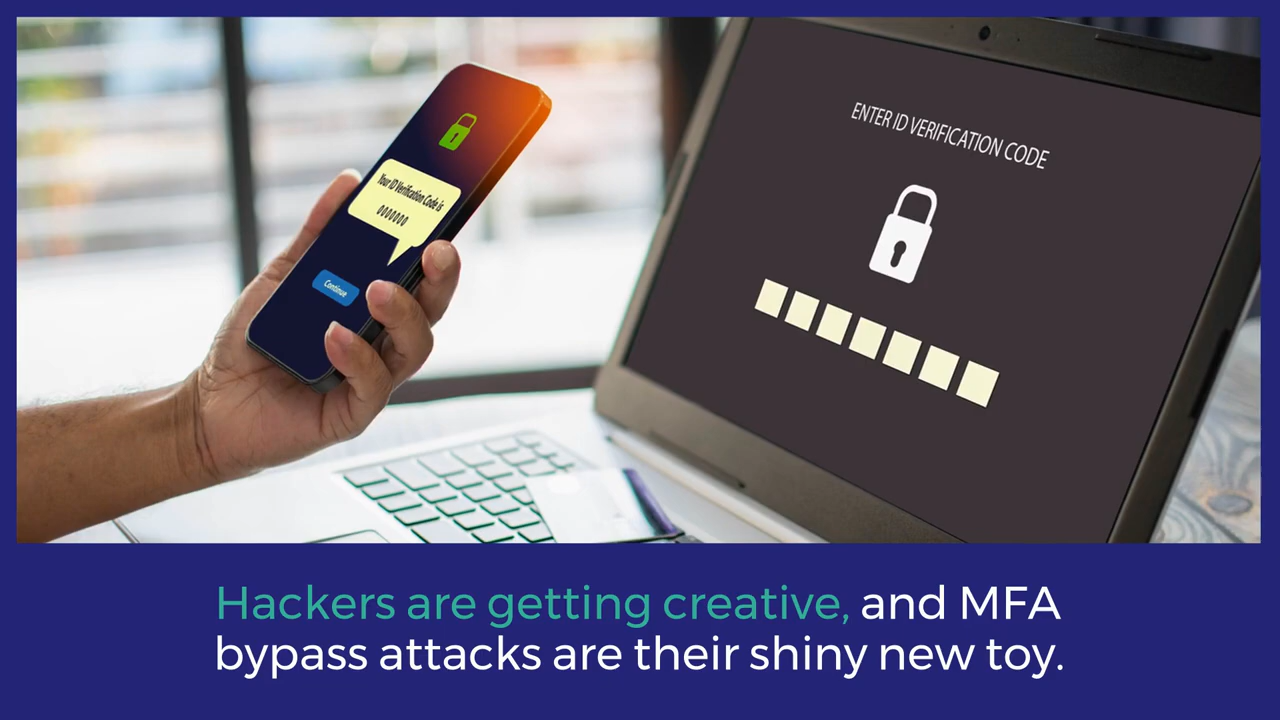 Your ID Verification Code is
0000000
Continue
ENTER ID VERIFICATION CODE
Hackers are getting creative, and MFA
bypass attacks are their shiny new toy.